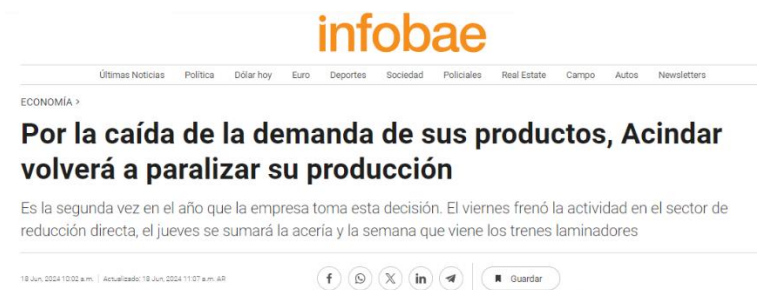 infobae
Últimas Noticias Política Dólar hoy Euro Deportes Sociedad Policiales Real Estate Campo Autos Newsletters
ECONOMÍA >
Por la caída de la demanda de sus productos, Acindar
volverá a paralizar su producción
Es la segunda vez en el año que la empresa toma esta decisión. El viernes frenó la actividad en el sector de
reducción directa, el jueves se sumará la acería y la semana que viene los trenes laminadores
18 Jun, 2024 10:02 a.m. | Actualizado: 18 Jun, 2024 11:07 a.m. AR
Guardar